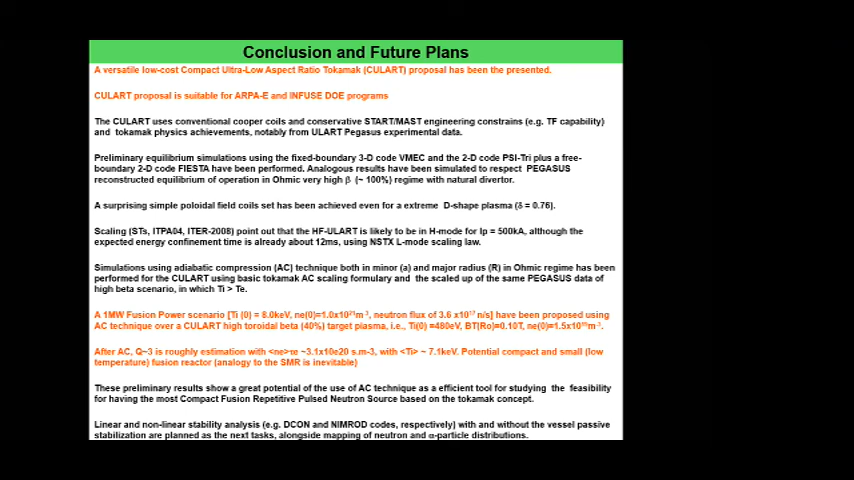 Conclusion and Future Plans
A versatile low-cost Compact Ultra-Low Aspect Ratio Tokamak (CULART) proposal has been the presented.
CULART proposal is suitable for ARPA-E and INFUSE DOE programs
The CULART uses conventional cooper coils and conservative START/MAST engineering constrains (e.g. TF capability)
and tokamak physics achievements, notably from ULART Pegasus experimental data.
Preliminary equilibrium simulations using the fixed-boundary 3-D code VMEC and the 2-D code PSI-Tri plus a free-
boundary 2-D code FIESTA have been performed. Analogous results have been simulated to respect PEGASUS
reconstructed equilibrium of operation in Ohmic very high β (~ 100%) regime with natural divertor.
A surprising simple poloidal field coils set has been achieved even for a extreme D-shape plasma (δ = 0.76).
Scaling (STs, ITPA04, ITER-2008) point out that the HF-ULART is likely to be in H-mode for Ip = 500kA, although the
expected energy confinement time is already about 12ms, using NSTX L-mode scaling law.
Simulations using adiabatic compression (AC) technique both in minor (a) and major radius (R) in Ohmic regime has been
performed for the CULART using basic tokamak AC scaling formulary and the scaled up of the same PEGASUS data of
high beta scenario, in which Ti > Te.
A 1MW Fusion Power scenario [Ti (0) = 8.0keV, ne(0)=1.0x10²¹m⁻³, neutron flux of 3.6 x10¹⁷ n/s] have been proposed using
AC technique over a CULART high toroidal beta (40%) target plasma, i.e., Ti(0) =480eV, BT(Ro)=0.10T, ne(0)=1.5x10¹⁹m⁻³.
After AC, Q~3 is roughly estimation with <ne>τe ~3.1x10e20 s.m-3, with <Ti> ~ 7.1keV. Potential compact and small (low
temperature) fusion reactor (analogy to the SMR is inevitable)
These preliminary results show a great potential of the use of AC technique as a efficient tool for studying the feasibility
for having the most Compact Fusion Repetitive Pulsed Neutron Source based on the tokamak concept.
Linear and non-linear stability analysis (e.g. DCON and NIMROD codes, respectively) with and without the vessel passive
stabilization are planned as the next tasks, alongside mapping of neutron and α-particle distributions.